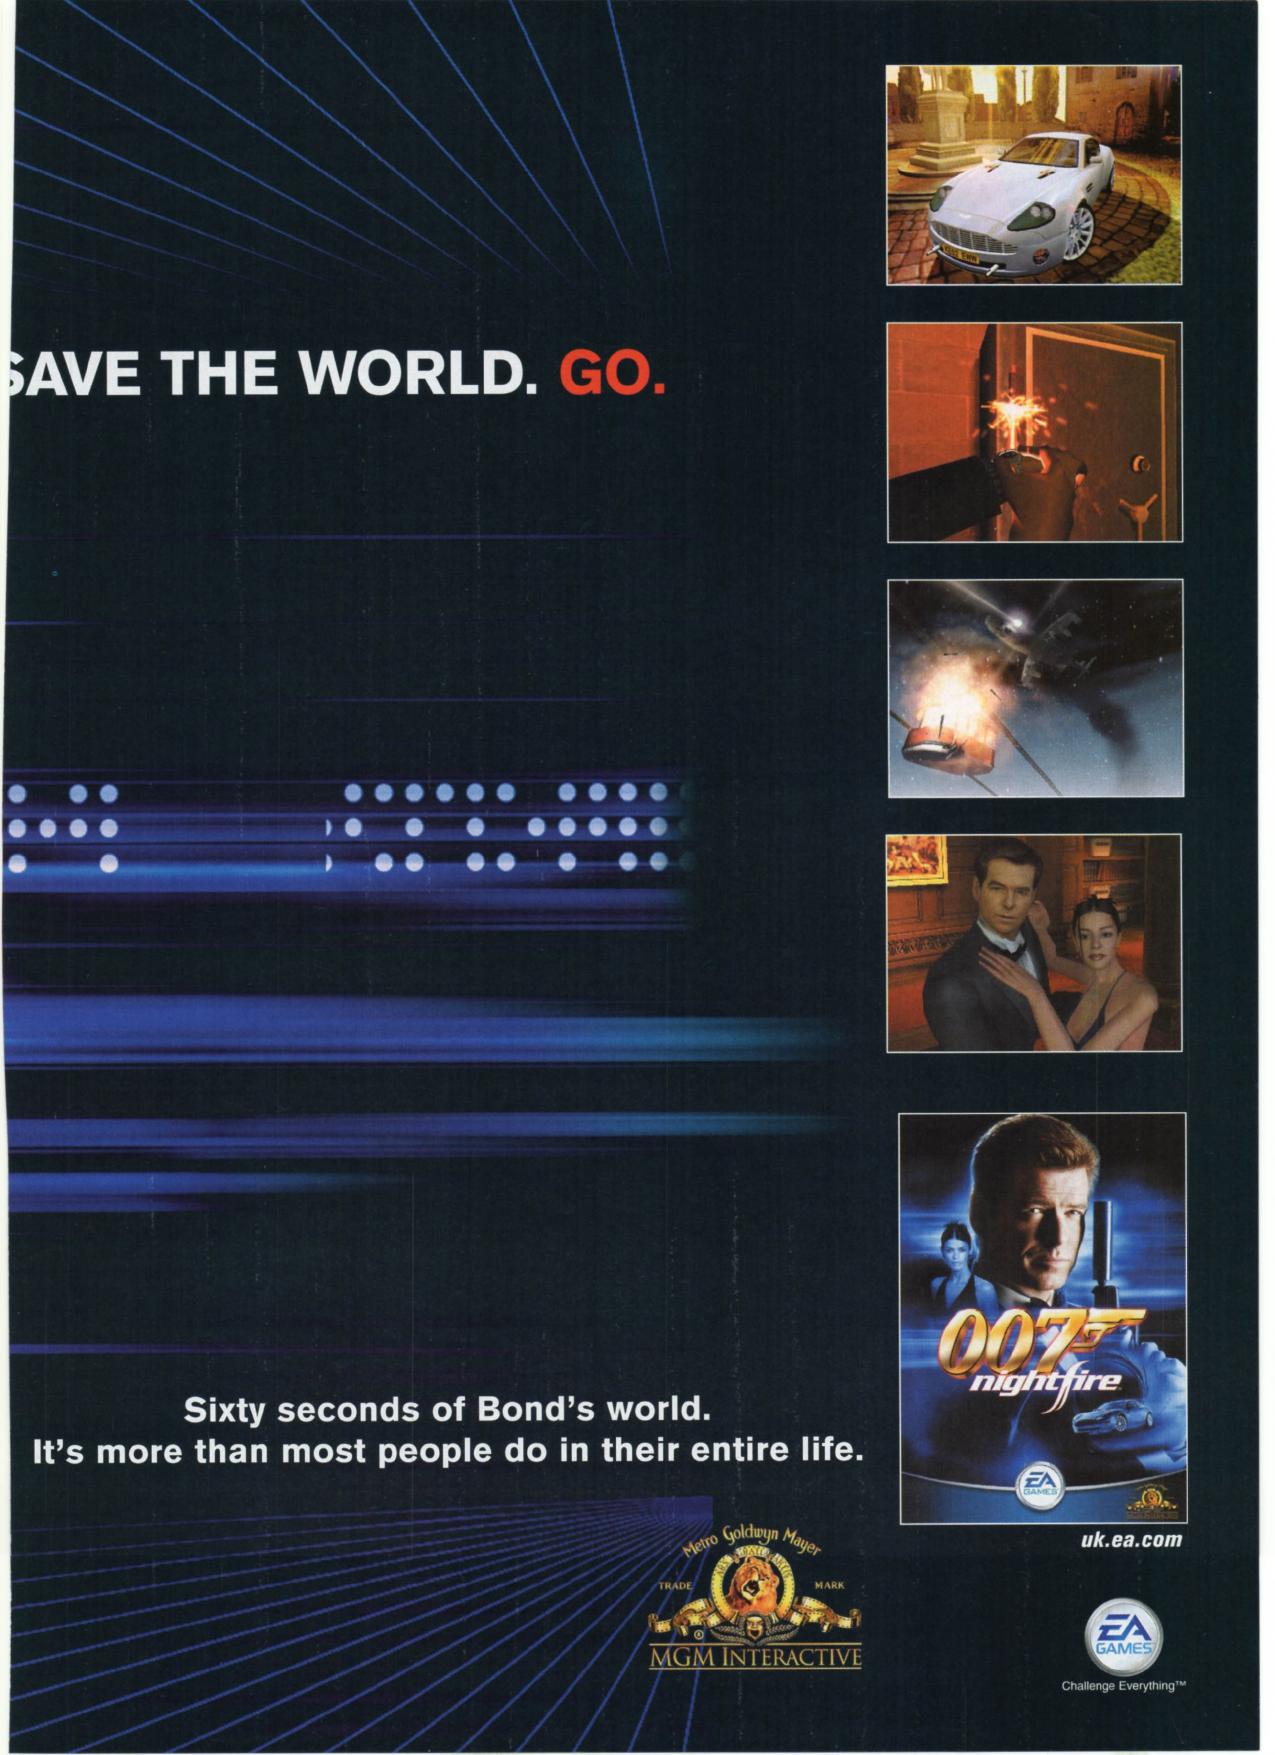 SAVE THE WORLD. GO.
007
nightfire
EA
GAMES
Sixty seconds of Bond's world.
It's more than most people do in their entire life.
uk.ea.com
Metro Goldwyn Mayer
TRADE MARK
®
MGM INTERACTIVE
EA
GAMES
Challenge Everything™